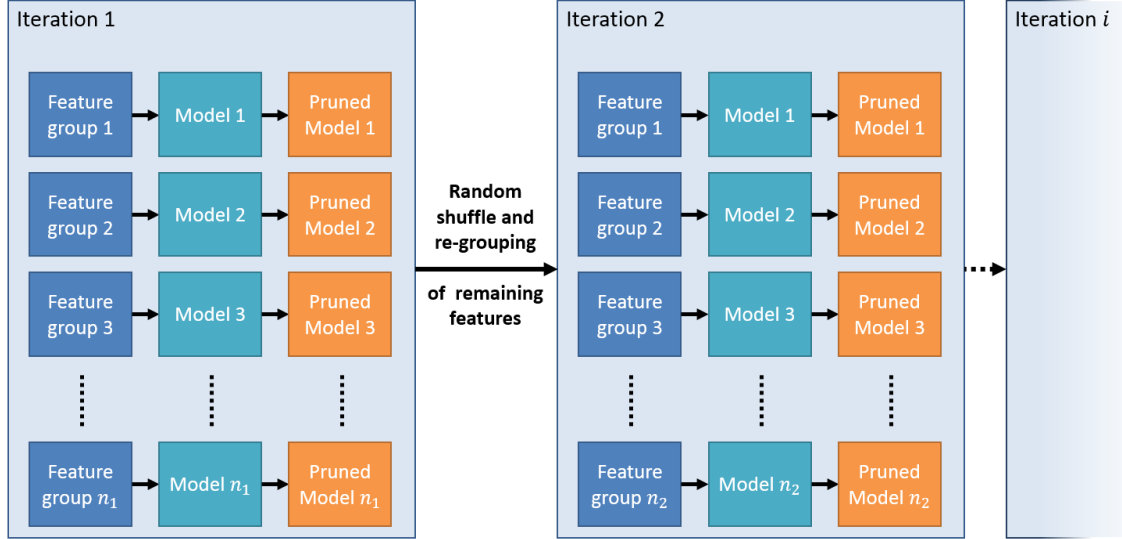 Iteration 1
Feature
group 1
Model 1
Pruned
Model 1
Feature
group 2
Model 2
Pruned
Model 2
Feature
group 3
Model 3
Pruned
Model 3
Feature
group n₁
Model n₁
Pruned
Model n₁
Random
shuffle and
re-grouping
of remaining
features
Iteration 2
Feature
group 1
Model 1
Pruned
Model 1
Feature
group 2
Model 2
Pruned
Model 2
Feature
group 3
Model 3
Pruned
Model 3
Feature
group n₂
Model n₂
Pruned
Model n₂
Iteration i